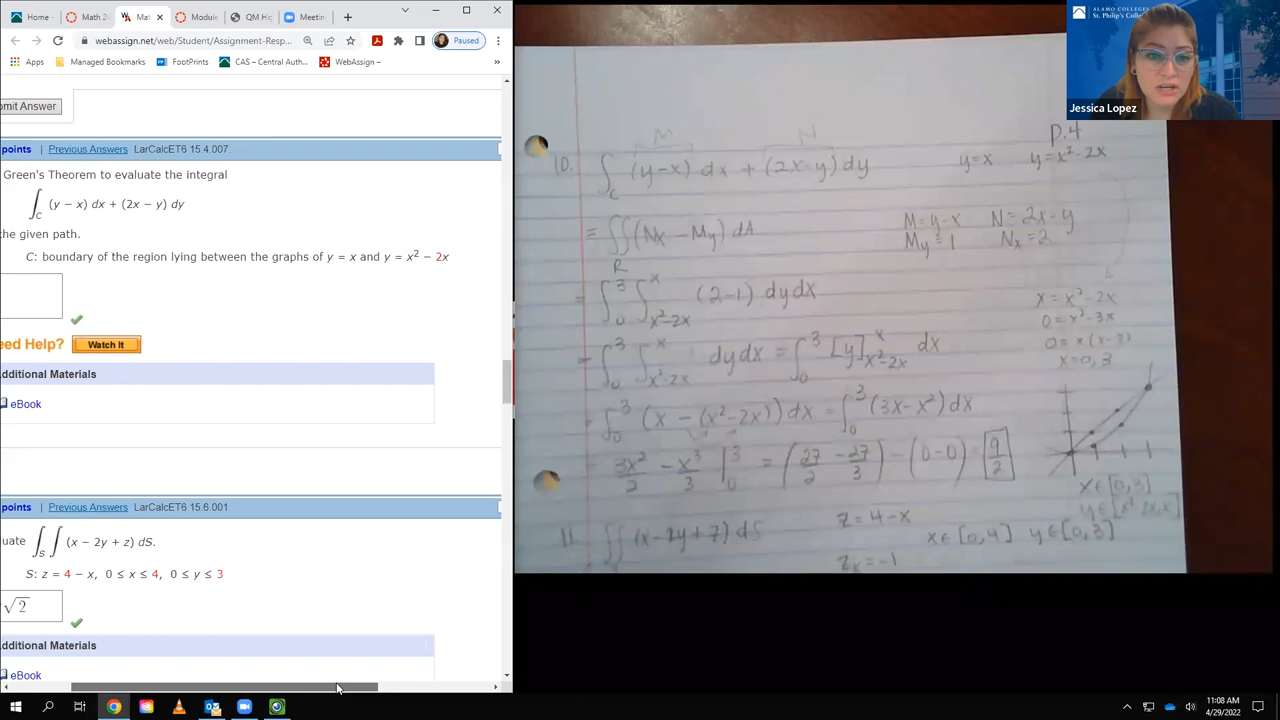 Home -
Math 2
Mat
Module
QM Hig
Meetin
webassign.net/web/Student/Assignment-Resp...
Paused
Apps
Managed Bookmarks
FootPrints
CAS – Central Auth...
WebAssign –
»
mit Answer
points | Previous Answers LarCalcET6 15.4.007.
Green's Theorem to evaluate the integral
∫C (y − x) dx + (2x − y) dy
the given path.
C: boundary of the region lying between the graphs of y = x and y = x² − 2x
eed Help? Watch It
dditional Materials
eBook
points | Previous Answers LarCalcET6 15.6.001
uate ∫S∫ (x − 2y + z) dS.
S: z = 4 − x, 0 ≤ x ≤ 4, 0 ≤ y ≤ 3
√2
dditional Materials
eBook
ALAMO COLLEGES
St. Philip's Colle
Jessica Lopez
P.4
M N
10. ∫C (y-x) dx + (2x-y) dy y=x y=x²-2x
= ∬R (Nx - My) dA M=y-x N=2x-y
My=1 Nx=2
= ∫₀³ ∫_{x²-2x}^{x} (2-1) dydx
x = x²-2x
0=x²-3x
0=x(x-3)
x=0,3
= ∫₀³ ∫_{x²-2x}^{x} dydx = ∫₀³ [y]_{x²-2x}^{x} dx
= ∫₀³ (x - (x²-2x)) dx = ∫₀³ (3x-x²) dx
= 3x²/2 - x³/3 |₀³ = (27/2 - 27/3) - (0-0) = 9/2
x∈[0,3]
y∈[x²-2x,x]
11. ∬ (x-2y+z) dS z=4-x x∈[0,4] y∈[0,3]
zx=-1
11:08 AM
4/29/2022